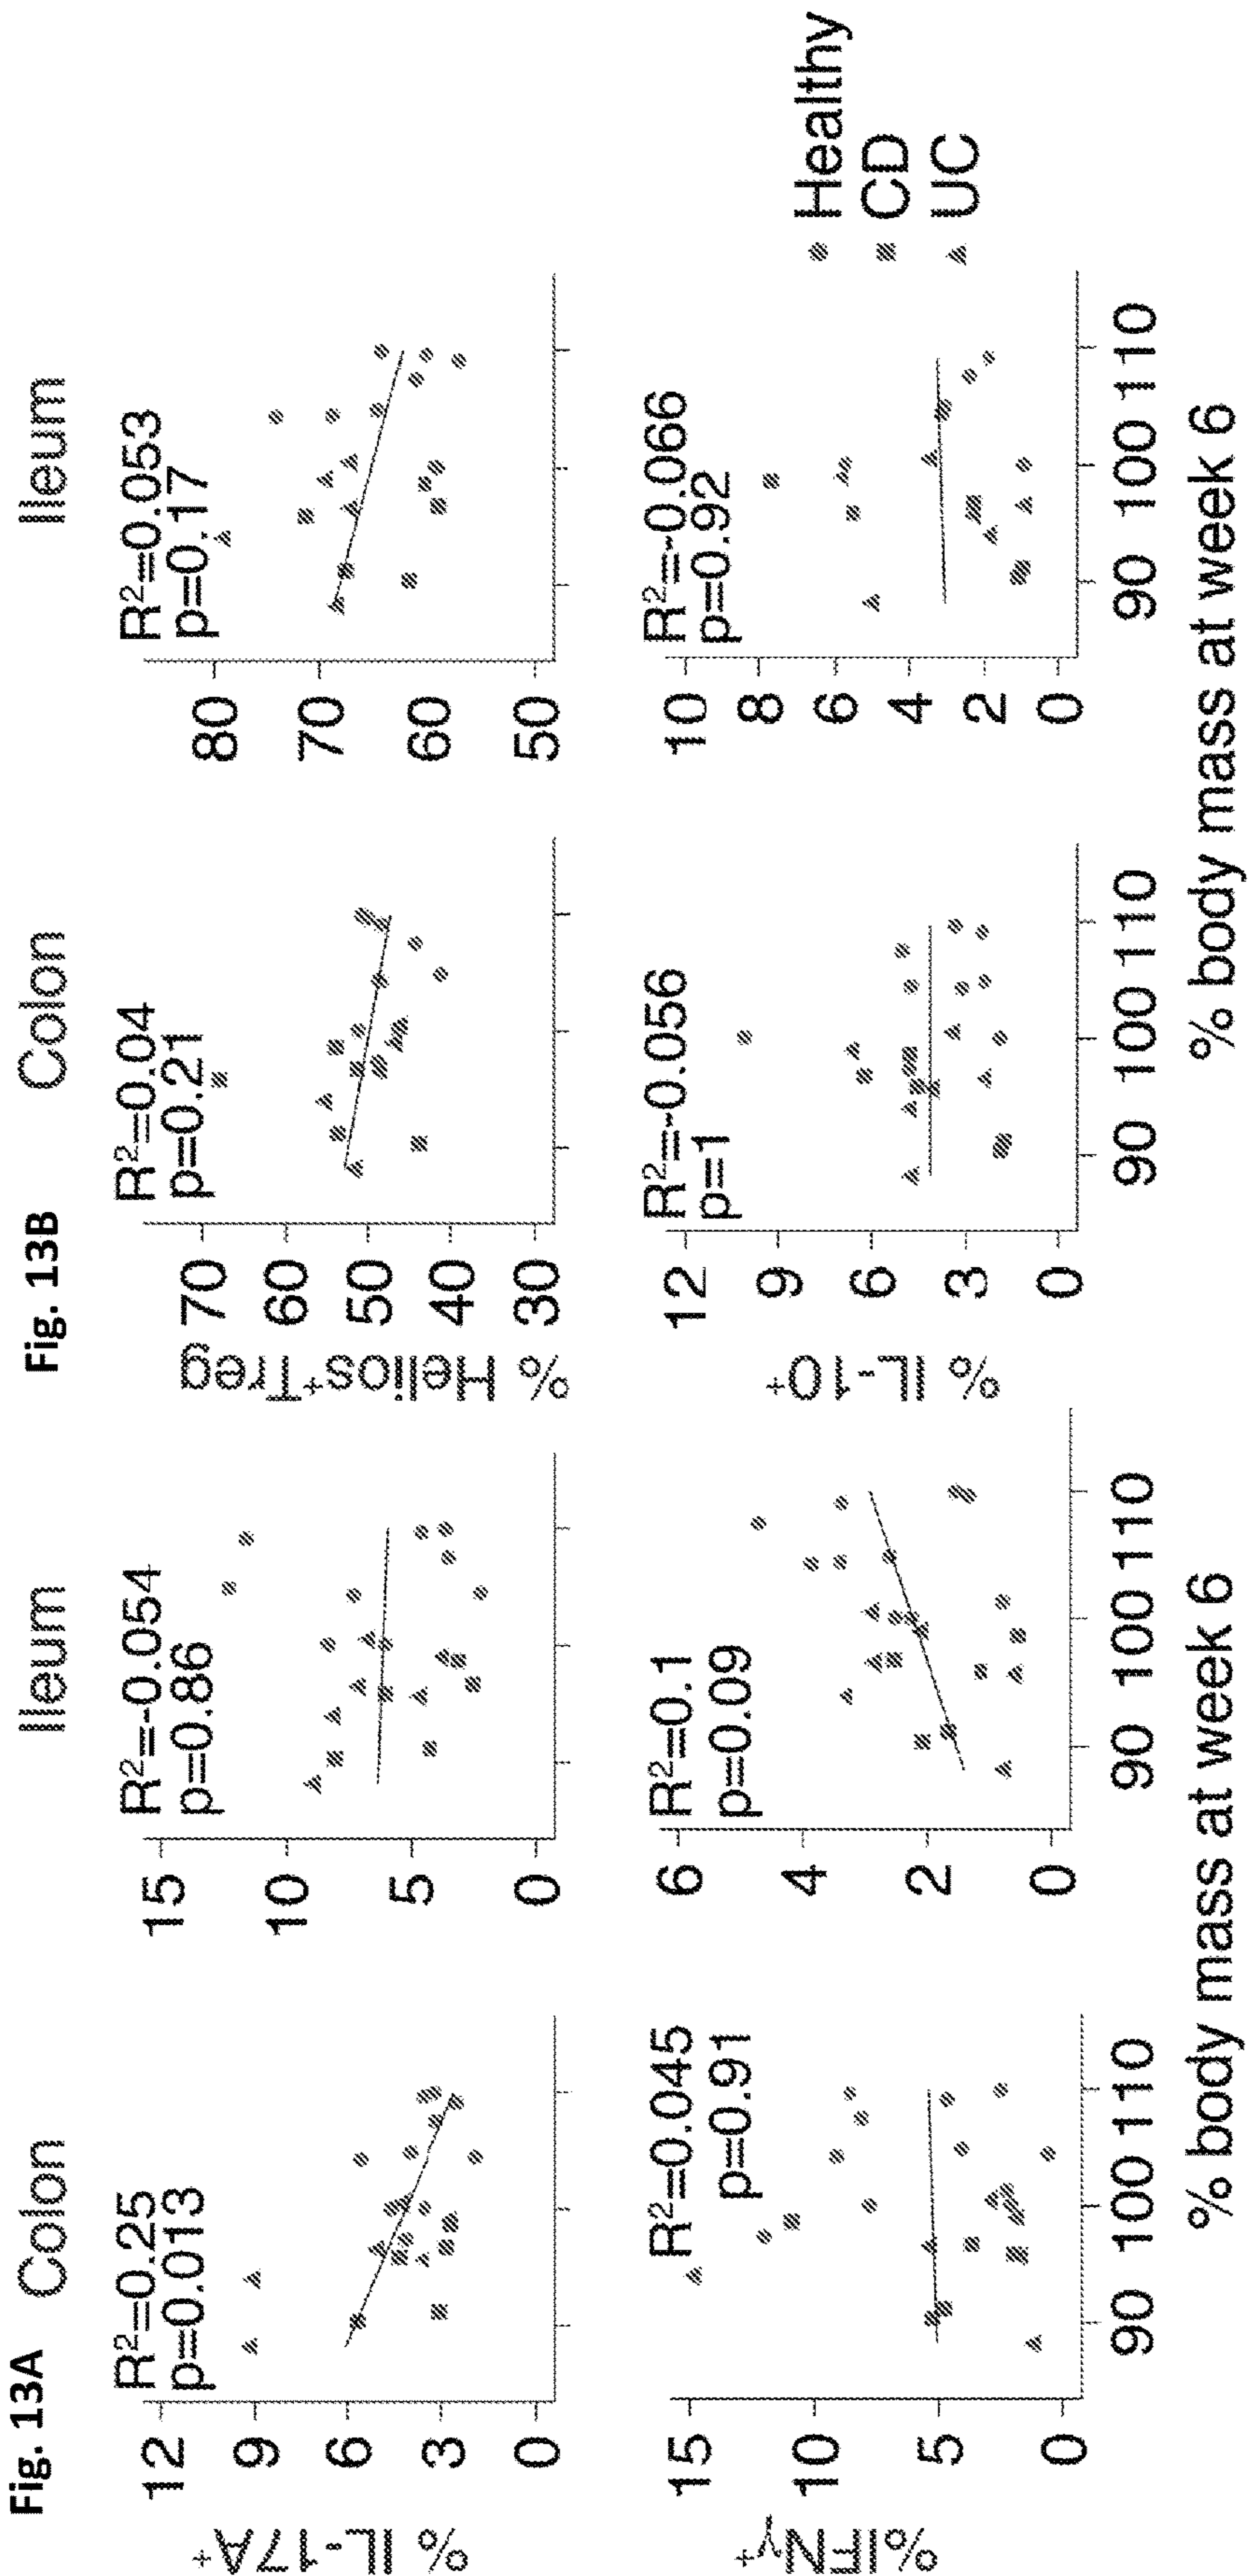 Fig. 13A
Colon
Ileum
% IL-17A+
R²=0.25
p=0.013
12
9
6
3
0
R²=-0.054
p=0.86
15
10
5
0
%IFNγ+
R²=0.045
p=0.91
15
10
5
0
90 100 110
R²=0.1
p=0.09
6
4
2
0
90 100 110
% body mass at week 6
% body mass at week 6
Fig. 13B
Colon
Ileum
% Helios+Treg
R²=0.04
p=0.21
70
60
50
40
30
R²=0.053
p=0.17
80
70
60
50
% IL-10+
R²=-0.056
p=1
12
9
6
3
0
90 100 110
R²=-0.066
p=0.92
10
8
6
4
2
0
90 100 110
% body mass at week 6
Healthy
CD
UC